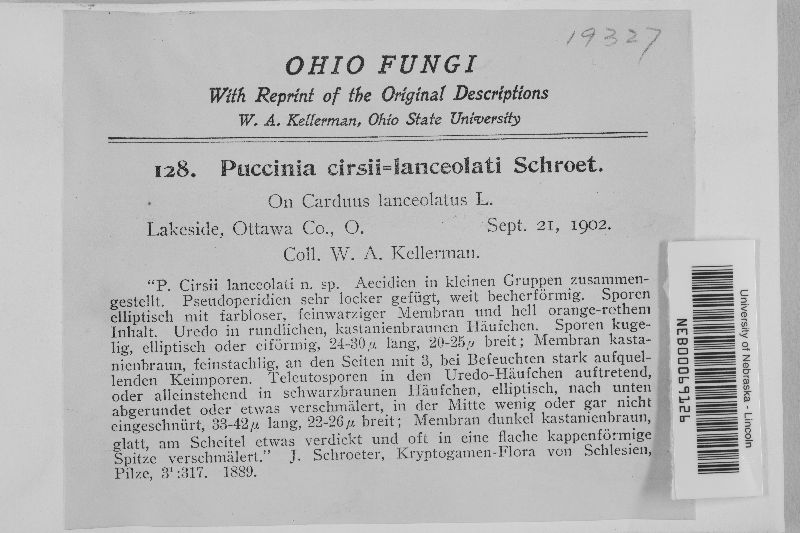 19327
OHIO FUNGI
With Reprint of the Original Descriptions
W. A. Kellerman, Ohio State University
128. Puccinia cirsii=lanceolati Schroet.
On Carduus lanceolatus L.
Lakeside, Ottawa Co., O. Sept. 21, 1902.
Coll. W. A. Kellerman.
“P. Cirsii lanceolati n. sp. Aecidien in kleinen Gruppen zusammen-
gestellt. Pseudoperidien sehr locker gefügt, weit becherförmig. Sporen
elliptisch mit farbloser, feinwarziger Membran und hell orange-rothem
Inhalt. Uredo in rundlichen, kastanienbraunen Häufchen. Sporen kuge-
lig, elliptisch oder eiförmig, 24-30µ lang, 20-25µ breit; Membran kasta-
nienbraun, feinstachlig, an den Seiten mit 3, bei Befeuchten stark aufquel-
lenden Keimporen. Teleutosporen in den Uredo-Häufchen auftretend,
oder alleinstehend in schwarzbraunen Häufchen, elliptisch, nach unten
abgerundet oder etwas verschmälert, in der Mitte wenig oder gar nicht
eingeschnürt, 33-42µ lang, 22-26µ breit; Membran dunkel kastanienbraun,
glatt, am Scheitel etwas verdickt und oft in eine flache kappenförmige
Spitze verschmälert.” J. Schroeter, Kryptogamen-Flora von Schlesien,
Pilze, 3¹:317. 1889.
University of Nebraska - Lincoln
NEB00069126